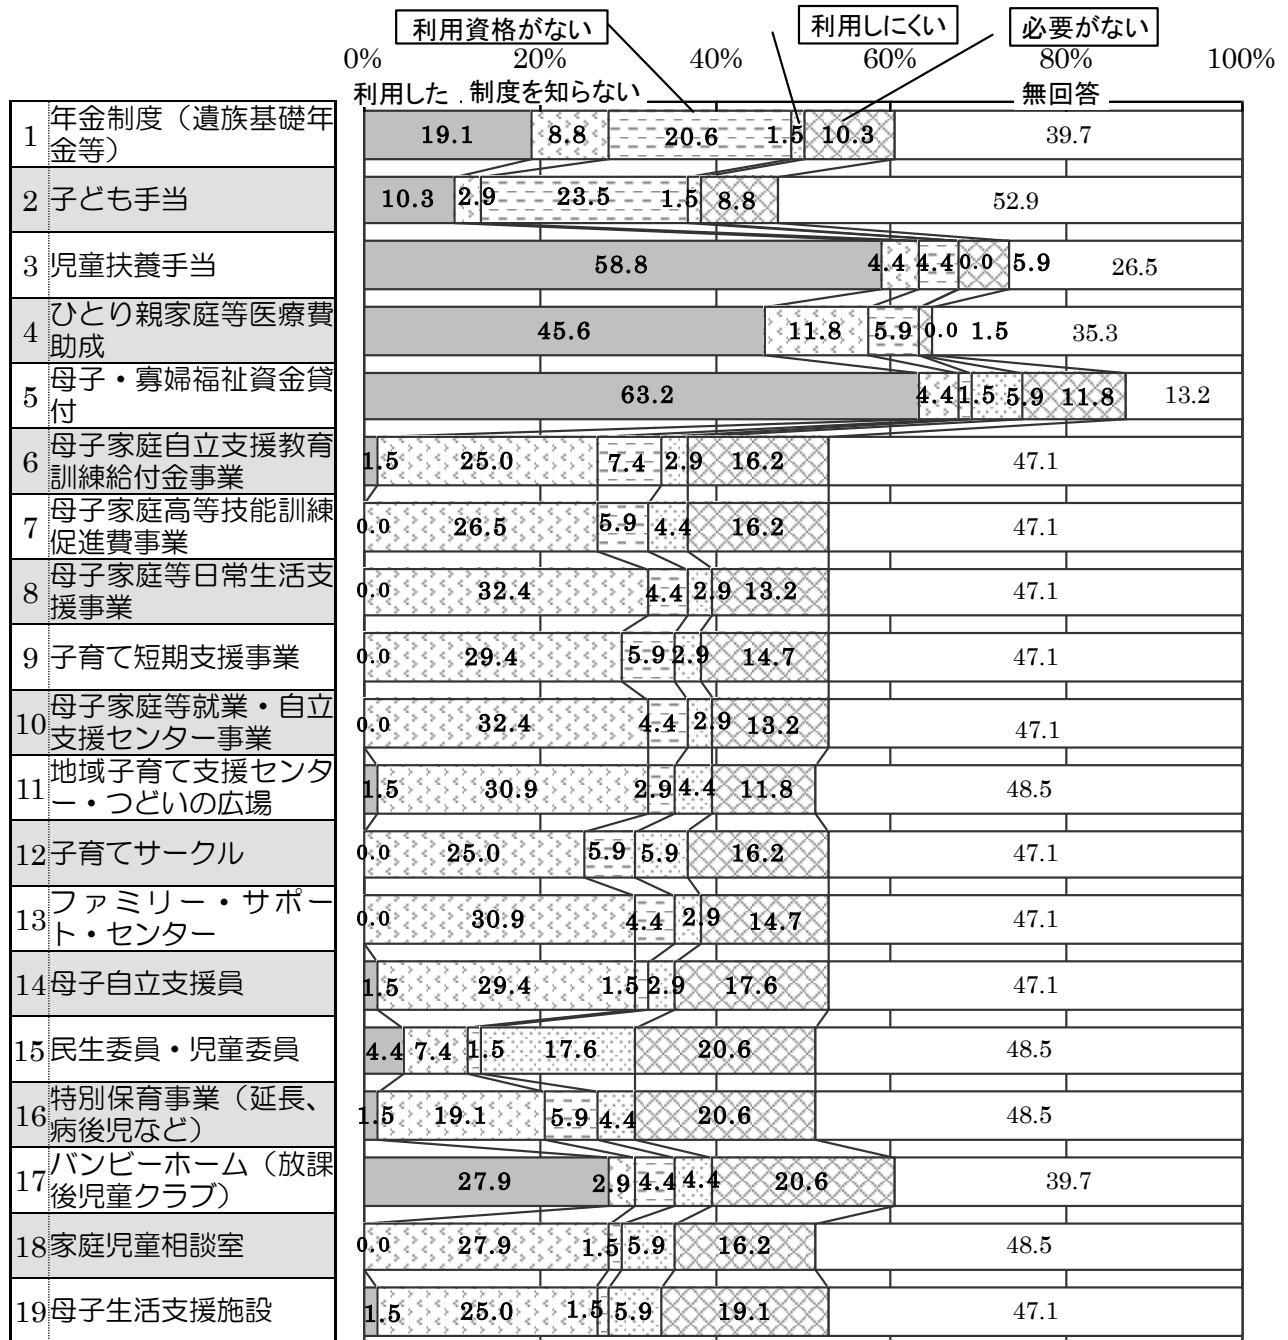 利用資格がない 利用しにくい 必要がない
0% 20% 40% 60% 80% 100%
利用した 制度を知らない 無回答
1 年金制度（遺族基礎年
金等） 19.1 8.8 20.6 1.5 10.3 39.7
2 子ども手当 10.3 2.9 23.5 1.5 8.8 52.9
3 児童扶養手当 58.8 4.4 4.4 0.0 5.9 26.5
4 ひとり親家庭等医療費
助成 45.6 11.8 5.9 0.0 1.5 35.3
5 母子・寡婦福祉資金貸
付 63.2 4.4 1.5 5.9 11.8 13.2
6 母子家庭自立支援教育
訓練給付金事業 1.5 25.0 7.4 2.9 16.2 47.1
7 母子家庭高等技能訓練
促進費事業 0.0 26.5 5.9 4.4 16.2 47.1
8 母子家庭等日常生活支
援事業 0.0 32.4 4.4 2.9 13.2 47.1
9 子育て短期支援事業 0.0 29.4 5.9 2.9 14.7 47.1
10 母子家庭等就業・自立
支援センター事業 0.0 32.4 4.4 2.9 13.2 47.1
11 地域子育て支援センタ
ー・つどいの広場 1.5 30.9 2.9 4.4 11.8 48.5
12 子育てサークル 0.0 25.0 5.9 5.9 16.2 47.1
13 ファミリー・サポー
ト・センター 0.0 30.9 4.4 2.9 14.7 47.1
14 母子自立支援員 1.5 29.4 1.5 2.9 17.6 47.1
15 民生委員・児童委員 4.4 7.4 1.5 17.6 20.6 48.5
16 特別保育事業（延長、
病後児など） 1.5 19.1 5.9 4.4 20.6 48.5
17 バンビーホーム（放課
後児童クラブ） 27.9 2.9 4.4 4.4 20.6 39.7
18 家庭児童相談室 0.0 27.9 1.5 5.9 16.2 48.5
19 母子生活支援施設 1.5 25.0 1.5 5.9 19.1 47.1